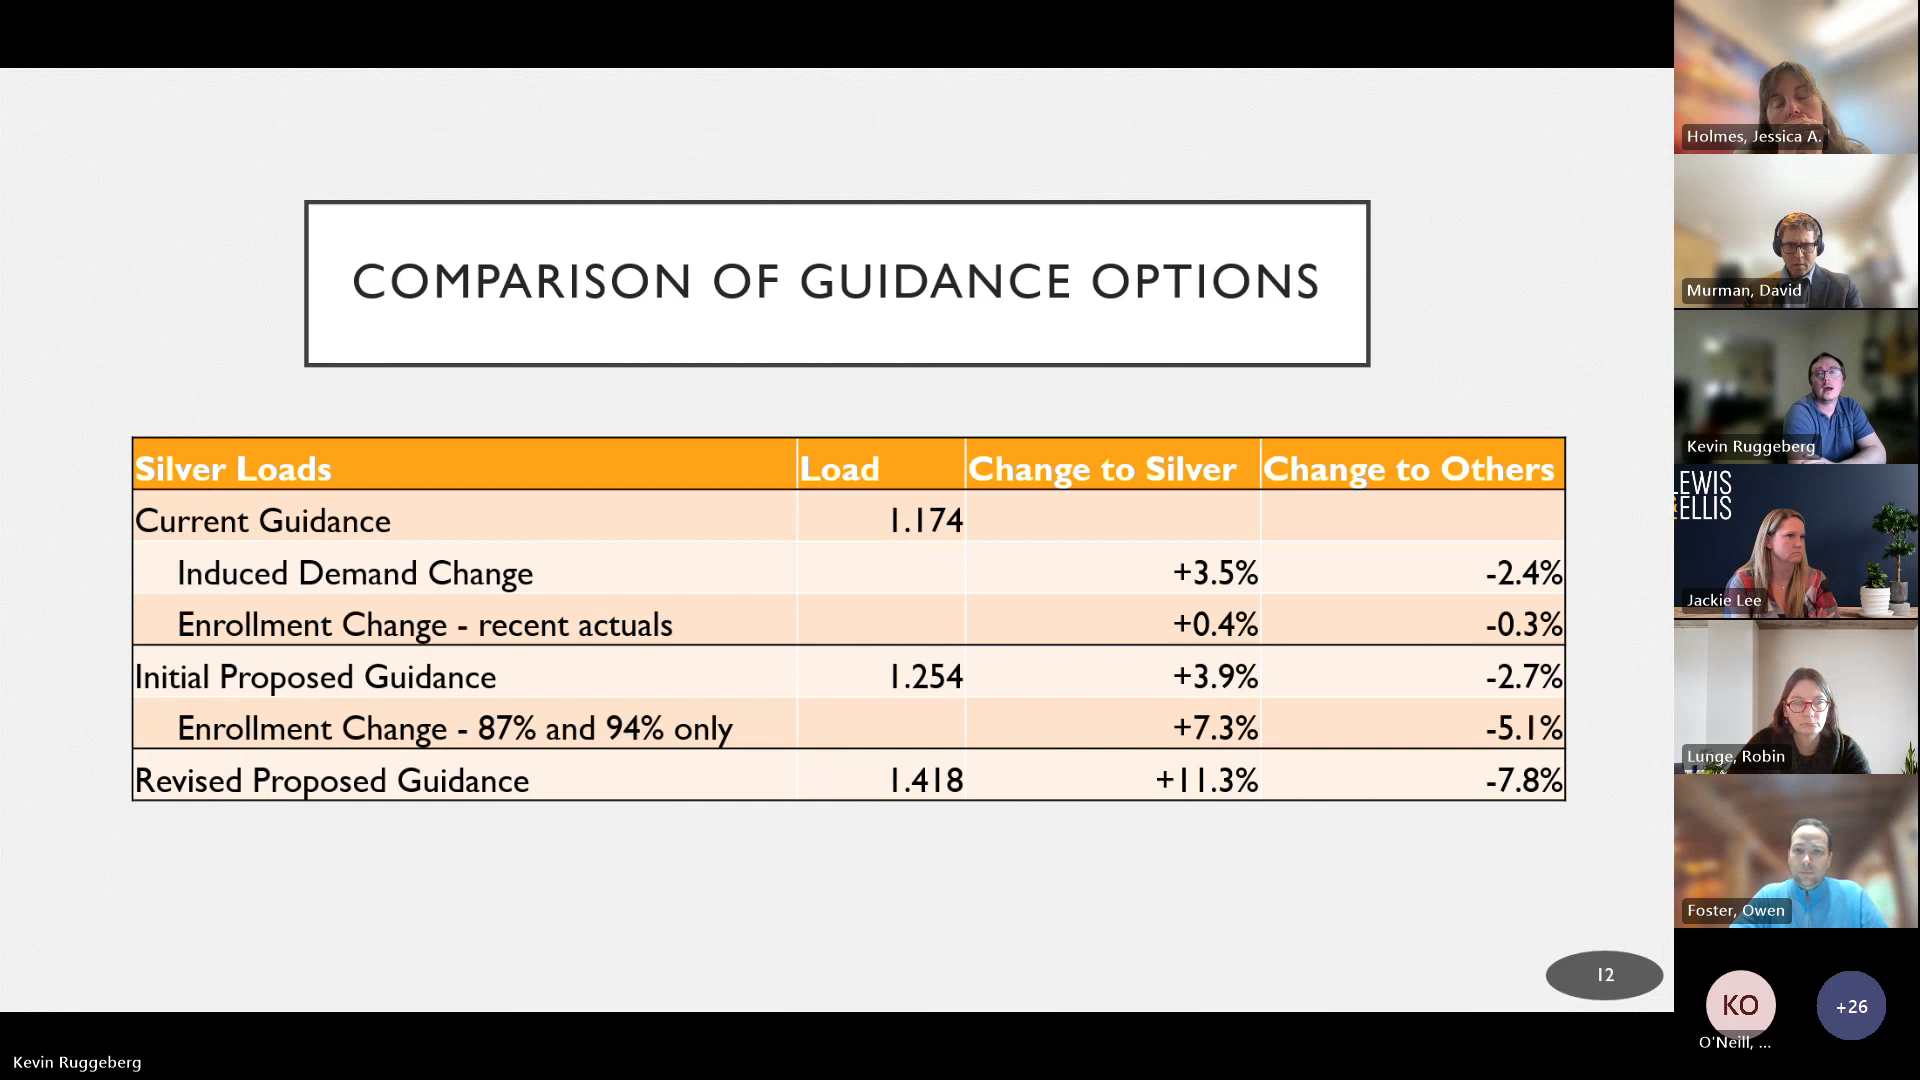 COMPARISON OF GUIDANCE OPTIONS
Silver Loads Load Change to Silver Change to Others
Current Guidance 1.174
Induced Demand Change +3.5% -2.4%
Enrollment Change - recent actuals +0.4% -0.3%
Initial Proposed Guidance 1.254 +3.9% -2.7%
Enrollment Change - 87% and 94% only +7.3% -5.1%
Revised Proposed Guidance 1.418 +11.3% -7.8%
12
Kevin Ruggeberg
Holmes, Jessica A.
Murman, David
Kevin Ruggeberg
LEWIS
&ELLIS
Jackie Lee
Lunge, Robin
Foster, Owen
KO
+26
O'Neill, ...